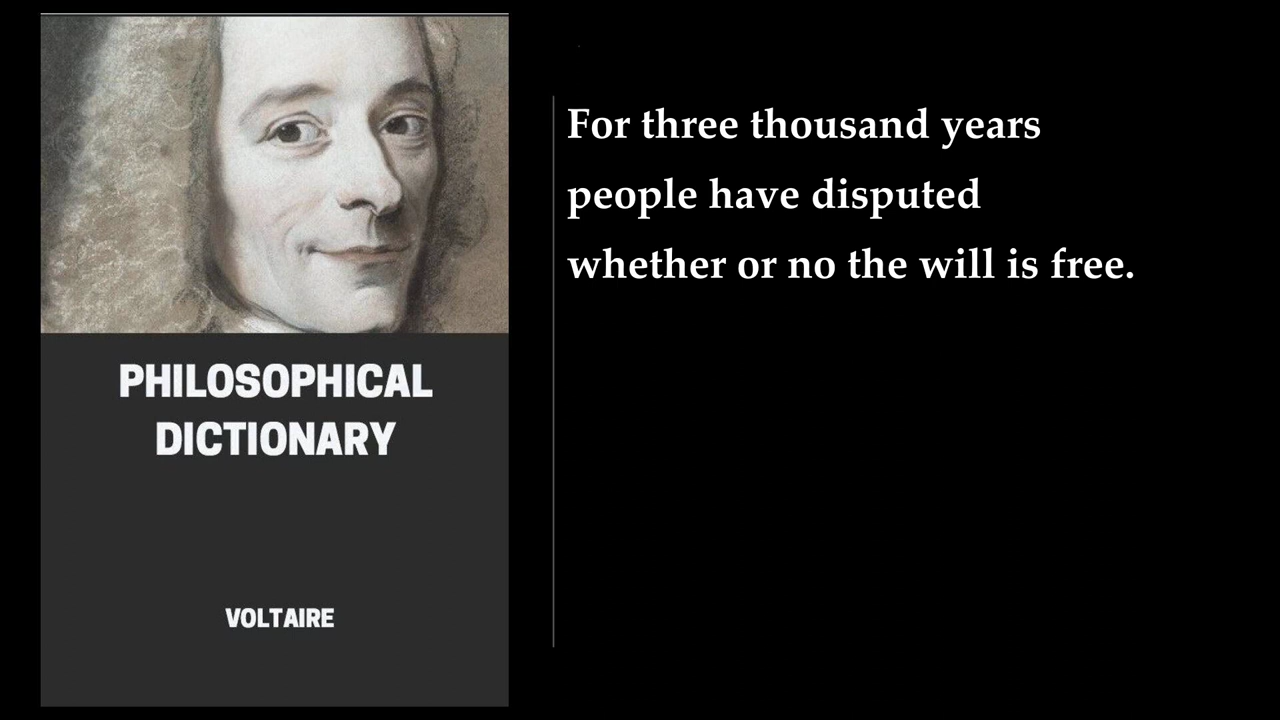 PHILOSOPHICAL
DICTIONARY
VOLTAIRE
For three thousand years
people have disputed
whether or no the will is free.